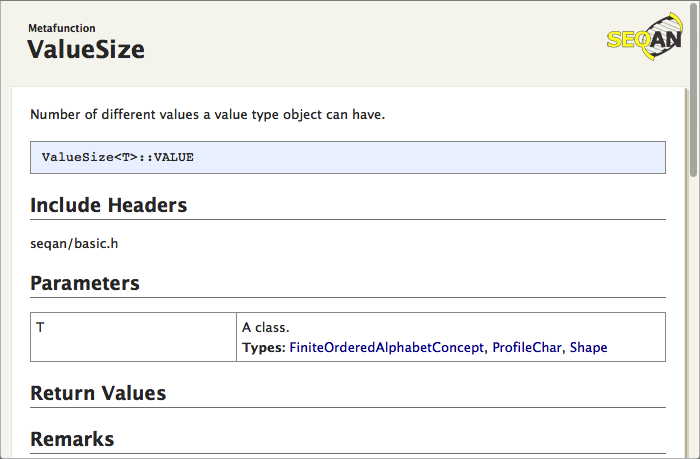 Metafunction
ValueSize
SEQAN
Number of different values a value type object can have.
ValueSize<T>::VALUE
Include Headers
seqan/basic.h
Parameters
T
A class.
Types: FiniteOrderedAlphabetConcept, ProfileChar, Shape
Return Values
Remarks